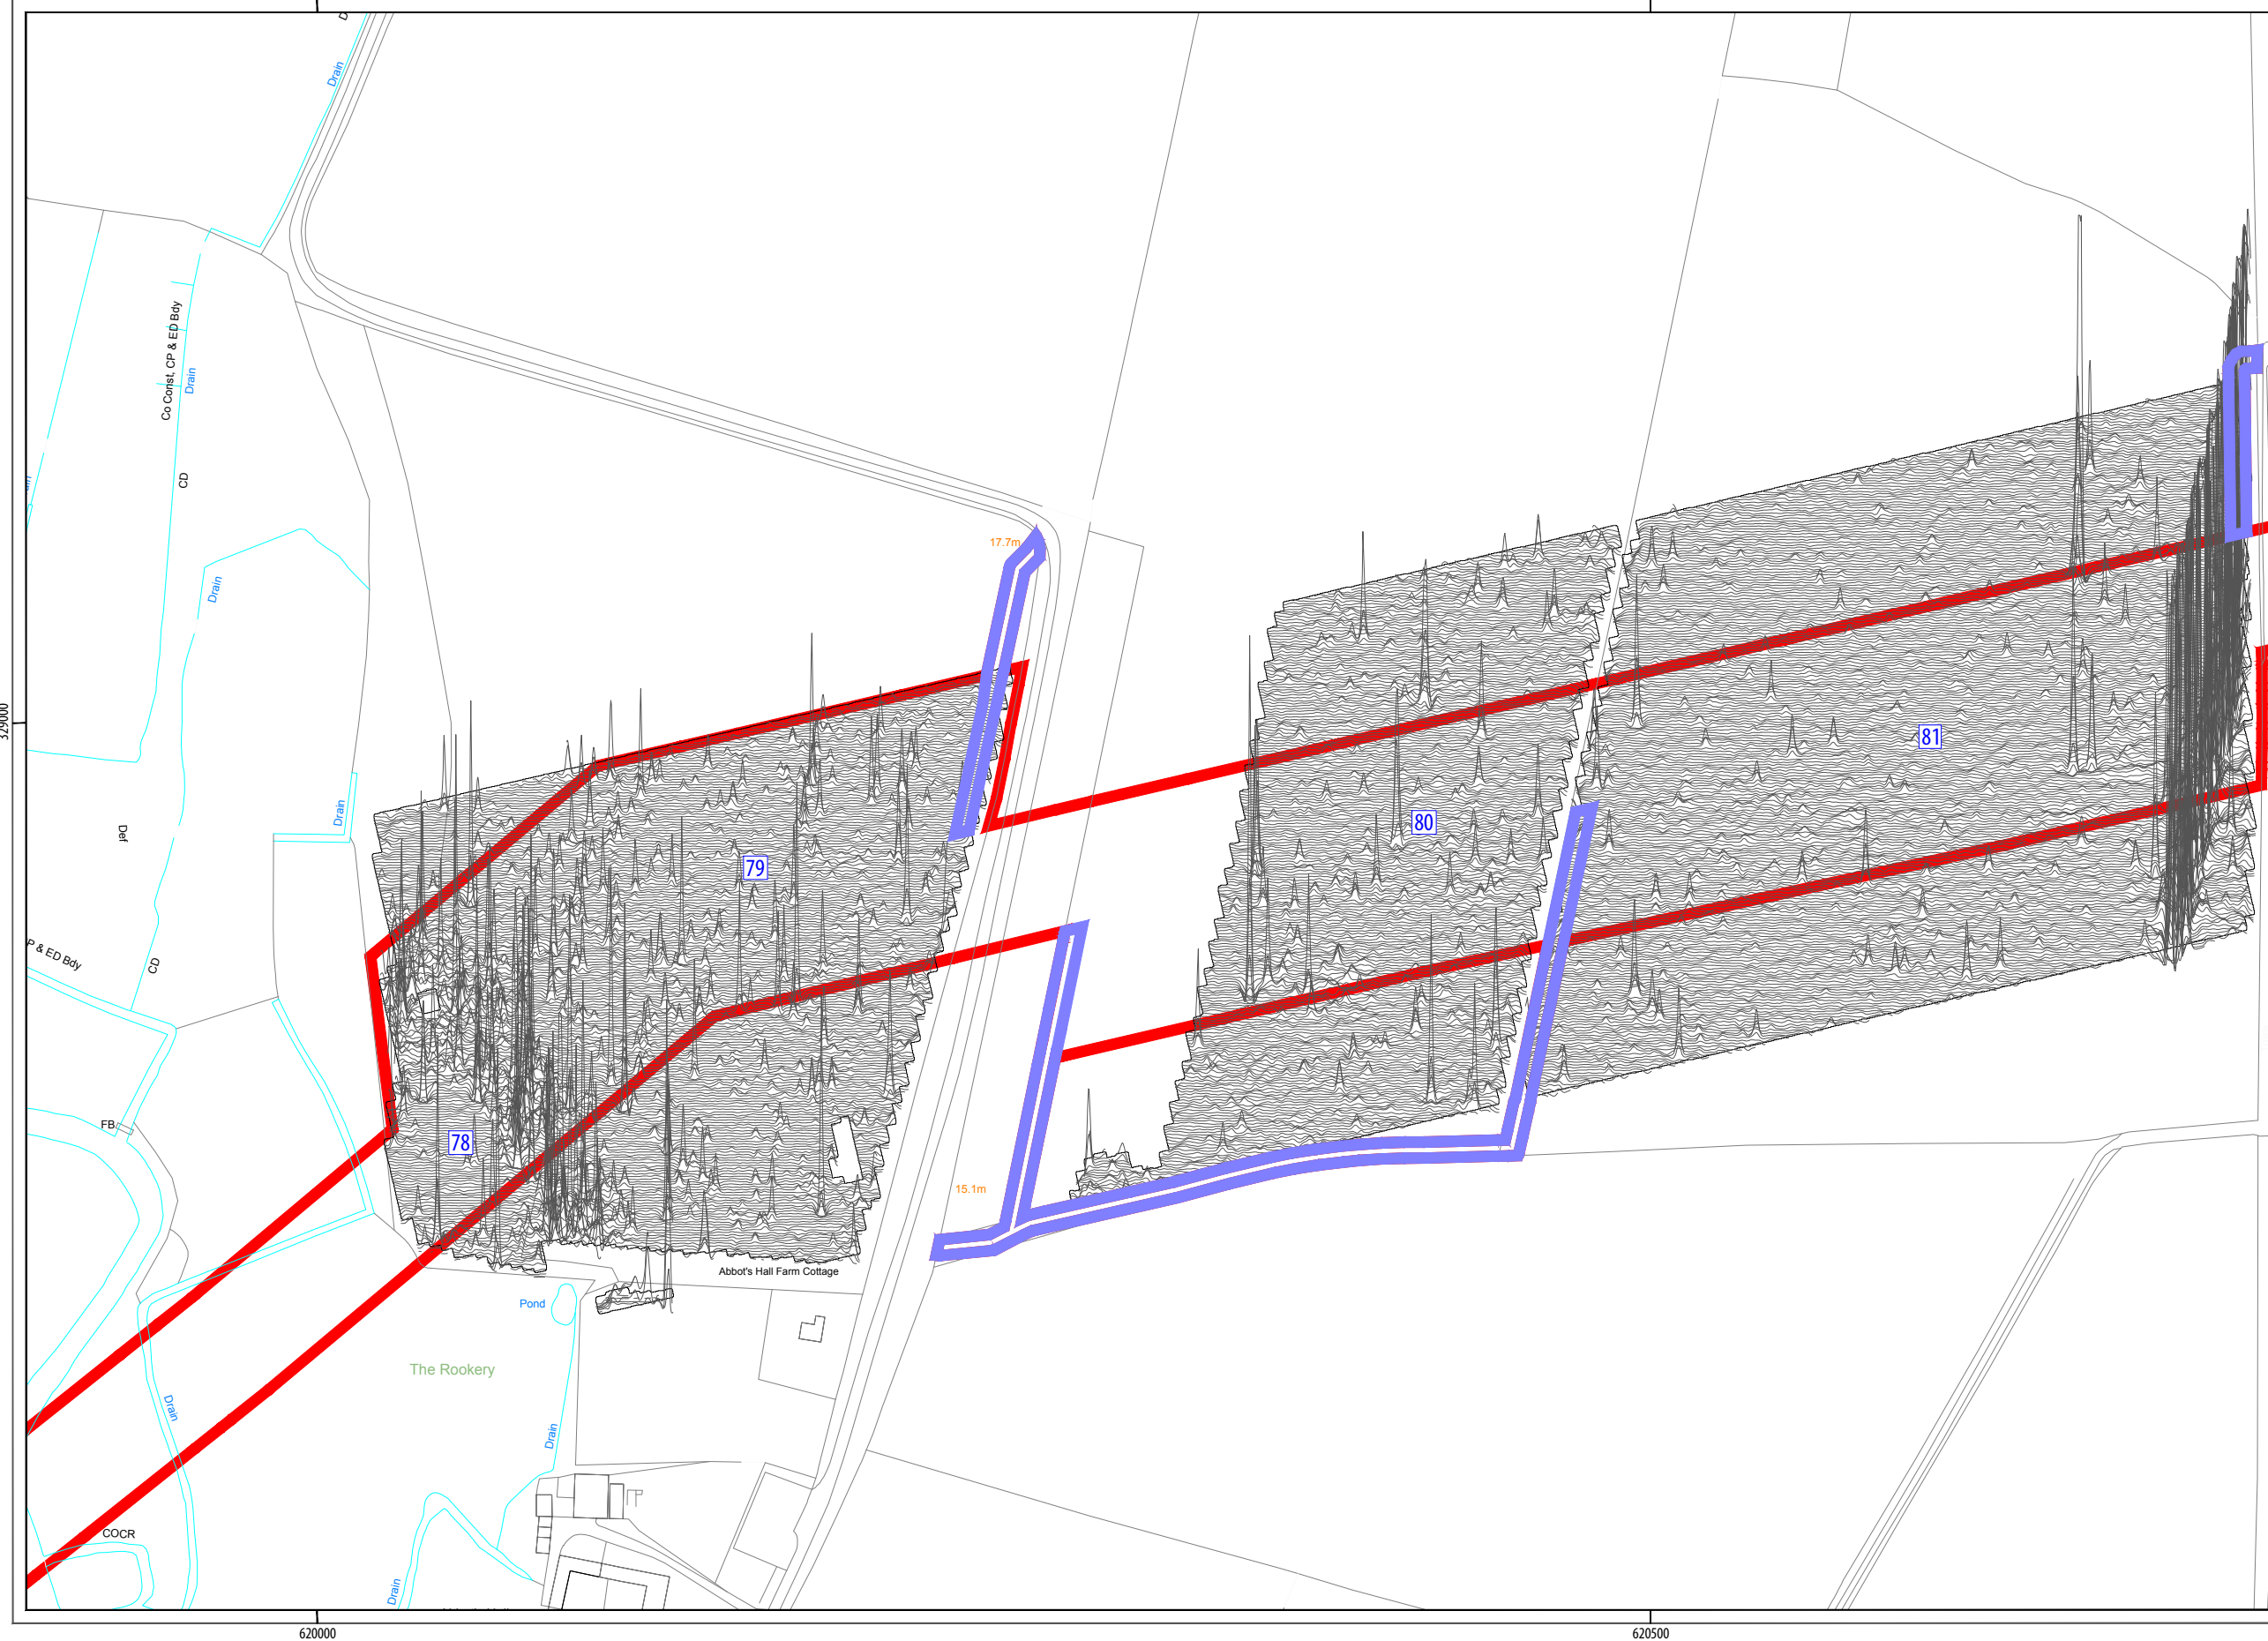 Drain
Co Const, CP & ED Bdy
Drain
CD
17.7m
Drain
329000
81
Drain
80
Def
79
P & ED Bdy
CD
FB
78
15.1m
Abbot's Hall Farm Cottage
Pond
The Rookery
Drain
Drain
COCR
Drain
620000
620500